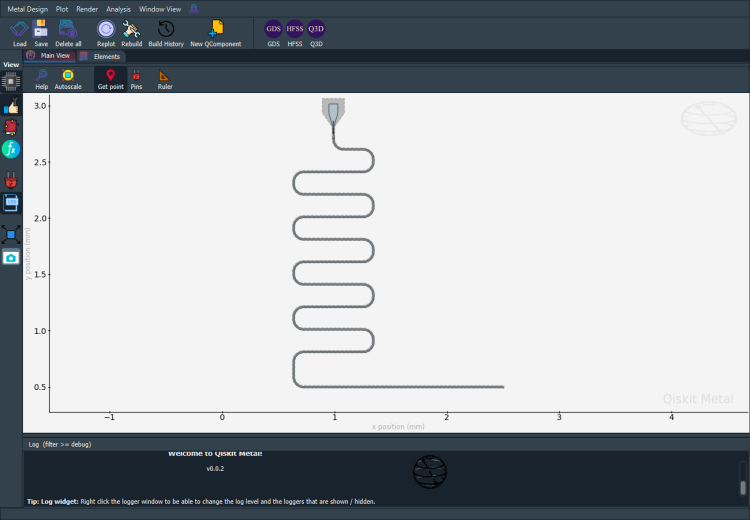 Metal Design Plot Render Analysis Window View
Load Save Delete all Replot Rebuild Build History New QComponent GDS HFSS Q3D
GDS HFSS Q3D
View Main View Elements
Help Autoscale Get point Pins Ruler
3.0
2.5
2.0
1.5
1.0
0.5
y position (mm)
−1 0 1 2 3 4
x position (mm)
Qiskit Metal
Log (filter >= debug)
Welcome to Qiskit Metal!
v0.0.2
Tip: Log widget: Right click the logger window to be able to change the log level and the loggers that are shown / hidden.